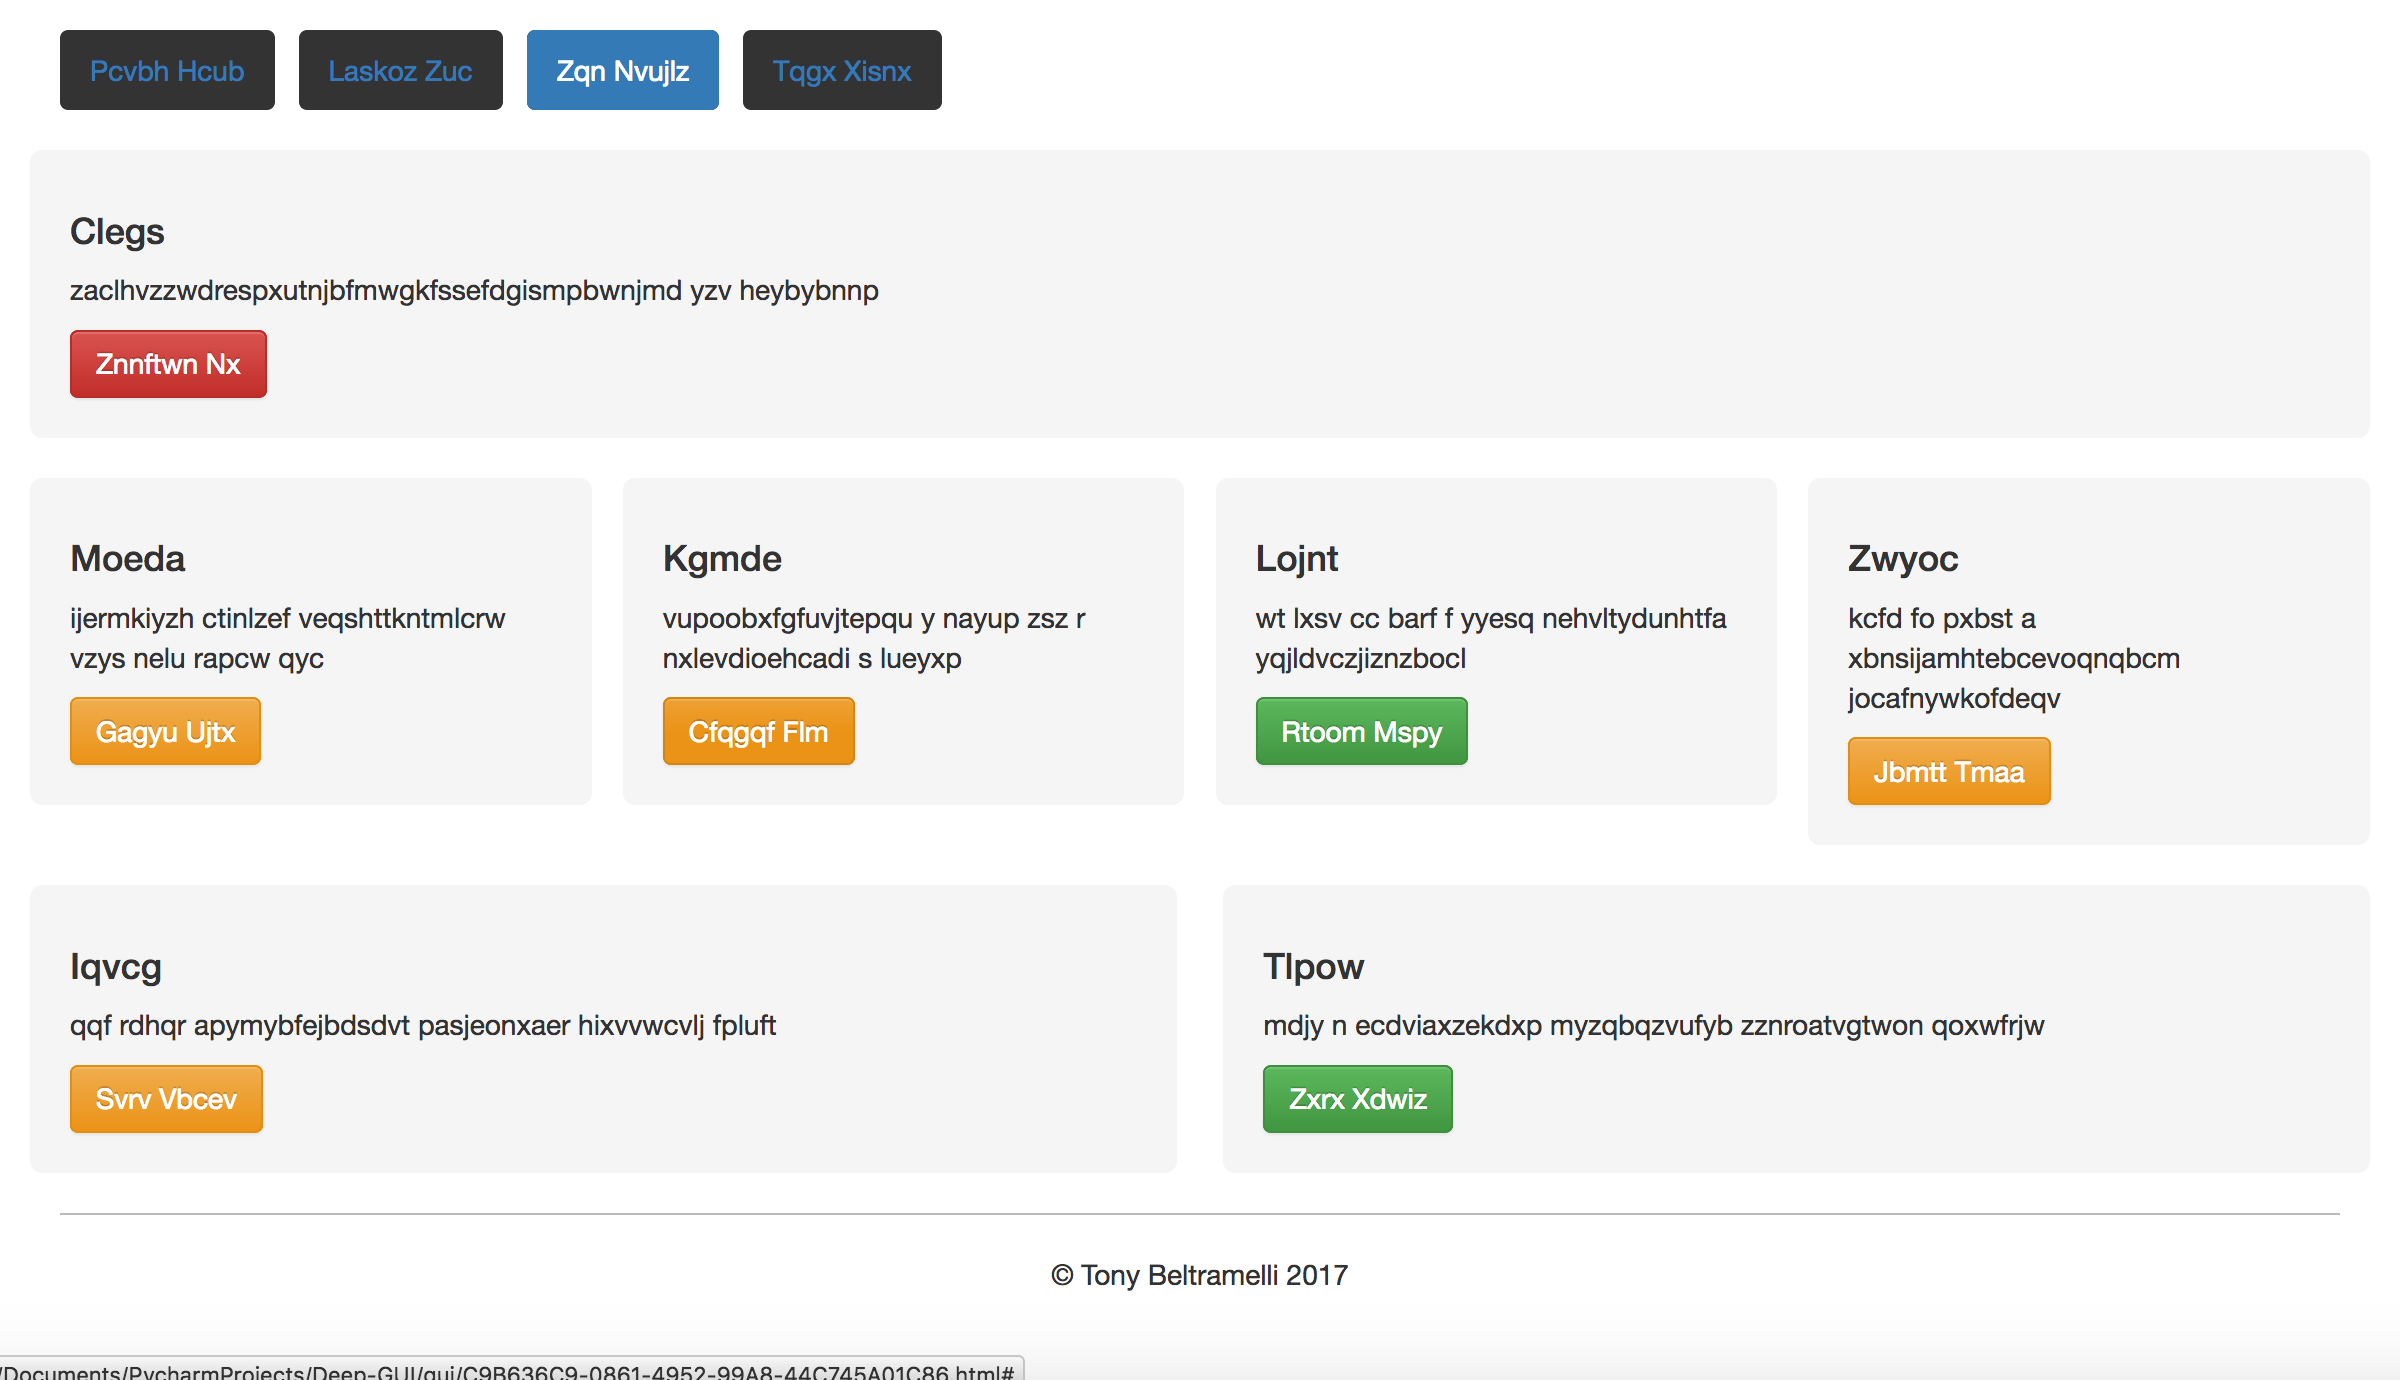 Pcvbh Hcub Laskoz Zuc Zqn Nvujlz Tqgx Xisnx
Clegs
zaclhvzzwdrespxutnjbfmwgkfssefdgismpbwnjmd yzv heybybnnp
Znnftwn Nx
Moeda
ijermkiyzh ctinlzef veqshttkntmlcrw
vzys nelu rapcw qyc
Gagyu Ujtx
Kgmde
vupoobxfgfuvjtepqu y nayup zsz r
nxlevdioehcadi s lueyxp
Cfqgqf Flm
Lojnt
wt lxsv cc barf f yyesq nehvltydunhtfa
yqjldvczjiznzbocl
Rtoom Mspy
Zwyoc
kcfd fo pxbst a
xbnsijamhtebcevoqnqbcm
jocafnywkofdeqv
Jbmtt Tmaa
Iqvcg
qqf rdhqr apymybfejbdsdvt pasjeonxaer hixvvwcvlj fpluft
Svrv Vbcev
Tlpow
mdjy n ecdviaxzekdxp myzqbqzvufyb zznroatvgtwon qoxwfrjw
Zxrx Xdwiz
© Tony Beltramelli 2017
/Documents/PycharmProjects/Deep-GUI/gui/C9B636C9-0861-4952-99A8-44C745A01C86.html#